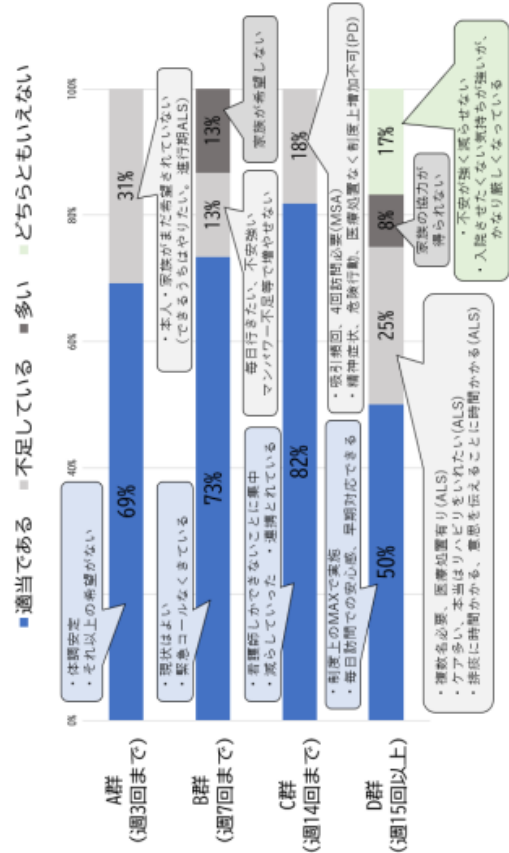 ■適当である ■不足している ■多い ■どちらともいえない
0%
40%
60%
80%
100%
A群
(週3回まで)
69%
31%
・体調安定
・それ以上の希望がない
・本人・家族がまだ希望されていない
(できるうちはやりたい。進行期ALS)
B群
(週7回まで)
73%
13%
13%
・現状はよい
・緊急コールなくきている
毎日行きたい、不安強い
マンパワー不足等で増やせない
家族が希望しない
C群
(週14回まで)
82%
18%
・看護師しかできないことに集中
・減らしていった ・連携とれている
・吸引頻回、4回訪問必要(MSA)
・精神症状、危険行動、医療処置なく制度上増加不可(PD)
D群
(週15回以上)
50%
25%
8%
17%
・制度上のMAXで実施
・毎日訪問での安心感、早期対応できる
・複数名必要、医療処置有り(ALS)
・ケア多い、本当はリハビリをいれたい(ALS)
・排痰に時間かかる、意思を伝えることに時間かかる(ALS)
家族の協力が
得られない
・不安が強く減らせない
・入院させたくない気持ちが強いが、
かなり厳しくなっている